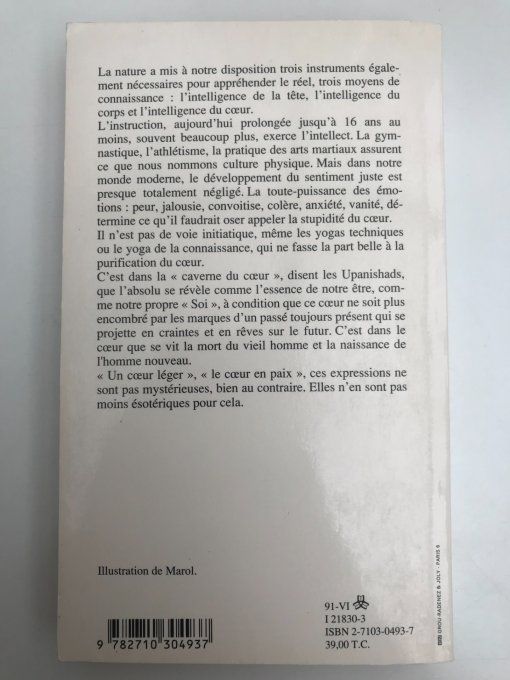 La nature a mis à notre disposition trois instruments égale-
ment nécessaires pour appréhender le réel, trois moyens de
connaissance : l'intelligence de la tête, l'intelligence du
corps et l'intelligence du cœur.
L'instruction, aujourd'hui prolongée jusqu'à 16 ans au
moins, souvent beaucoup plus, exerce l'intellect. La gym-
nastique, l'athlétisme, la pratique des arts martiaux assurent
ce que nous nommons culture physique. Mais dans notre
monde moderne, le développement du sentiment juste est
presque totalement négligé. La toute-puissance des émo-
tions : peur, jalousie, convoitise, colère, anxiété, vanité, dé-
termine ce qu'il faudrait oser appeler la stupidité du cœur.
Il n'est pas de voie initiatique, même les yogas techniques
ou le yoga de la connaissance, qui ne fasse la part belle à la
purification du cœur.
C'est dans la « caverne du cœur », disent les Upanishads,
que l'absolu se révèle comme l'essence de notre être, com-
me notre propre « Soi », à condition que ce cœur ne soit plus
encombré par les marques d'un passé toujours présent qui se
projette en craintes et en rêves sur le futur. C'est dans le
cœur que se vit la mort du vieil homme et la naissance de
l'homme nouveau.
« Un cœur léger », « le cœur en paix », ces expressions ne
sont pas mystérieuses, bien au contraire. Elles n'en sont pas
moins ésotériques pour cela.
Illustration de Marol.
9 782710 304937
91-VI
I 21830-3
ISBN 2-7103-0493-7
39,00 T.C.
GROU-RADENEZ & JOLY - PARIS 6